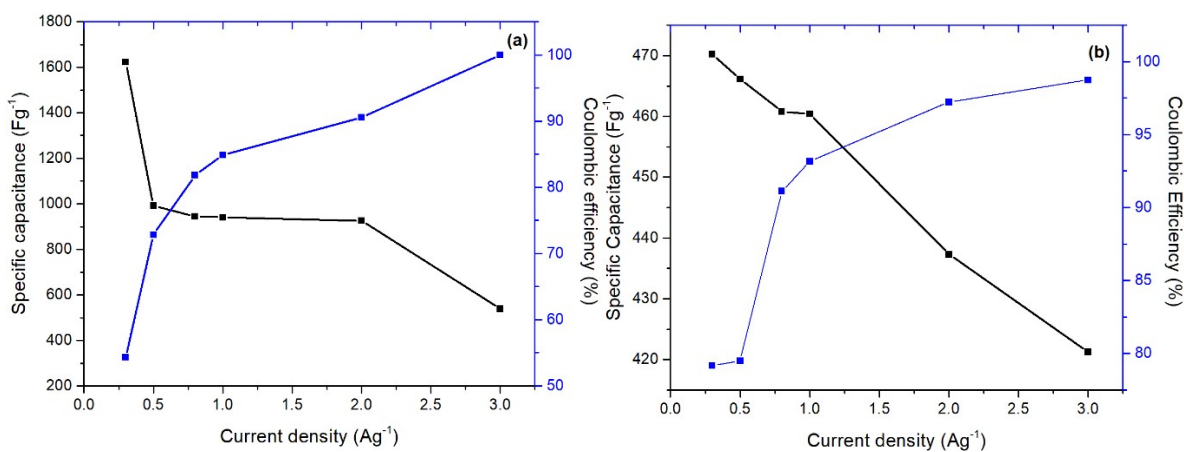 (a)
Specific capacitance (Fg⁻¹)
1800
1600
1400
1200
1000
800
600
400
200
0.0 0.5 1.0 1.5 2.0 2.5 3.0
Current density (Ag⁻¹)
100
90
80
70
60
50
Coulombic efficiency (%)
(b)
Specific Capacitance (Fg⁻¹)
470
460
450
440
430
420
0.0 0.5 1.0 1.5 2.0 2.5 3.0
Current density (Ag⁻¹)
100
95
90
85
80
Coulombic Efficiency (%)